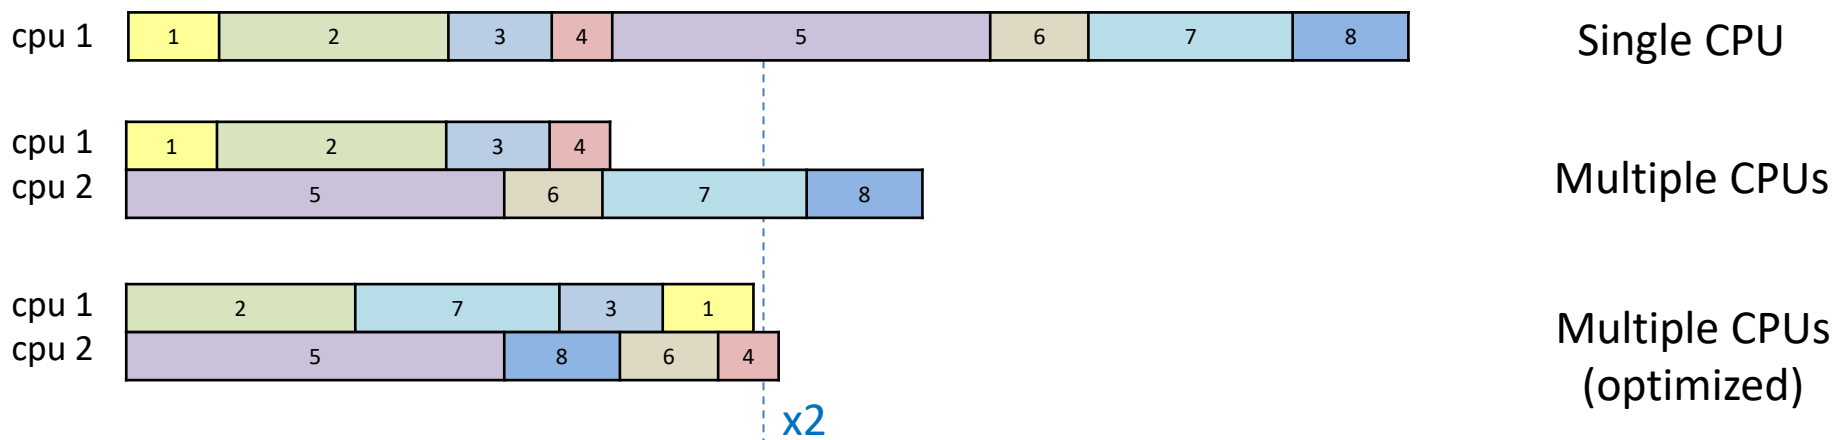 cpu 1 1 2 3 4 5 6 7 8 Single CPU
cpu 1 1 2 3 4
cpu 2 5 6 7 8
Multiple CPUs
cpu 1 2 7 3 1
cpu 2 5 8 6 4
Multiple CPUs
(optimized)
x2